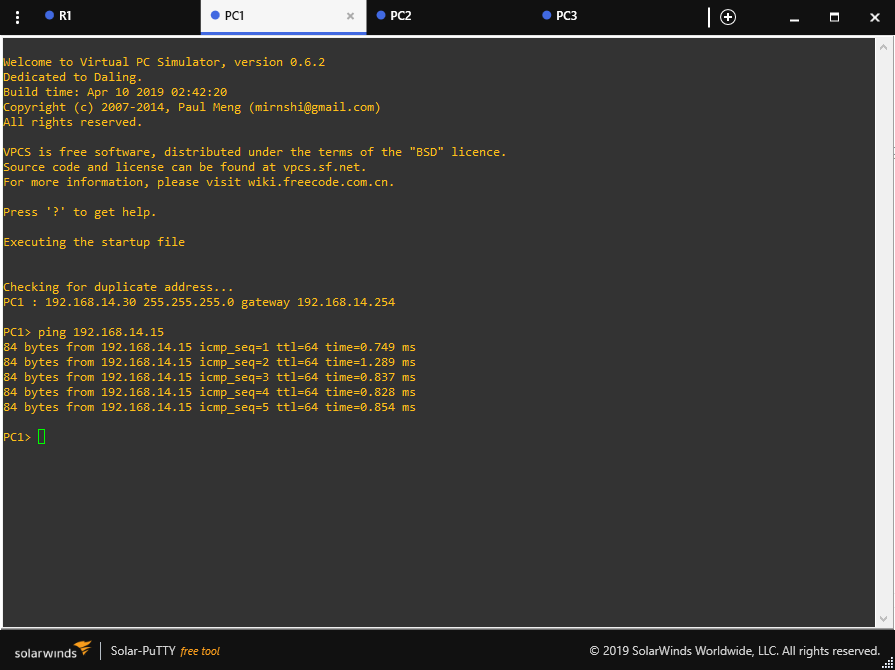 R1
PC1
PC2
PC3
Welcome to Virtual PC Simulator, version 0.6.2
Dedicated to Daling.
Build time: Apr 10 2019 02:42:20
Copyright (c) 2007-2014, Paul Meng (mirnshi@gmail.com)
All rights reserved.
VPCS is free software, distributed under the terms of the "BSD" licence.
Source code and license can be found at vpcs.sf.net.
For more information, please visit wiki.freecode.com.cn.
Press '?' to get help.
Executing the startup file
Checking for duplicate address...
PC1 : 192.168.14.30 255.255.255.0 gateway 192.168.14.254
PC1> ping 192.168.14.15
84 bytes from 192.168.14.15 icmp_seq=1 ttl=64 time=0.749 ms
84 bytes from 192.168.14.15 icmp_seq=2 ttl=64 time=1.289 ms
84 bytes from 192.168.14.15 icmp_seq=3 ttl=64 time=0.837 ms
84 bytes from 192.168.14.15 icmp_seq=4 ttl=64 time=0.828 ms
84 bytes from 192.168.14.15 icmp_seq=5 ttl=64 time=0.854 ms
PC1>
solarwinds
Solar-PuTTY free tool
© 2019 SolarWinds Worldwide, LLC. All rights reserved.